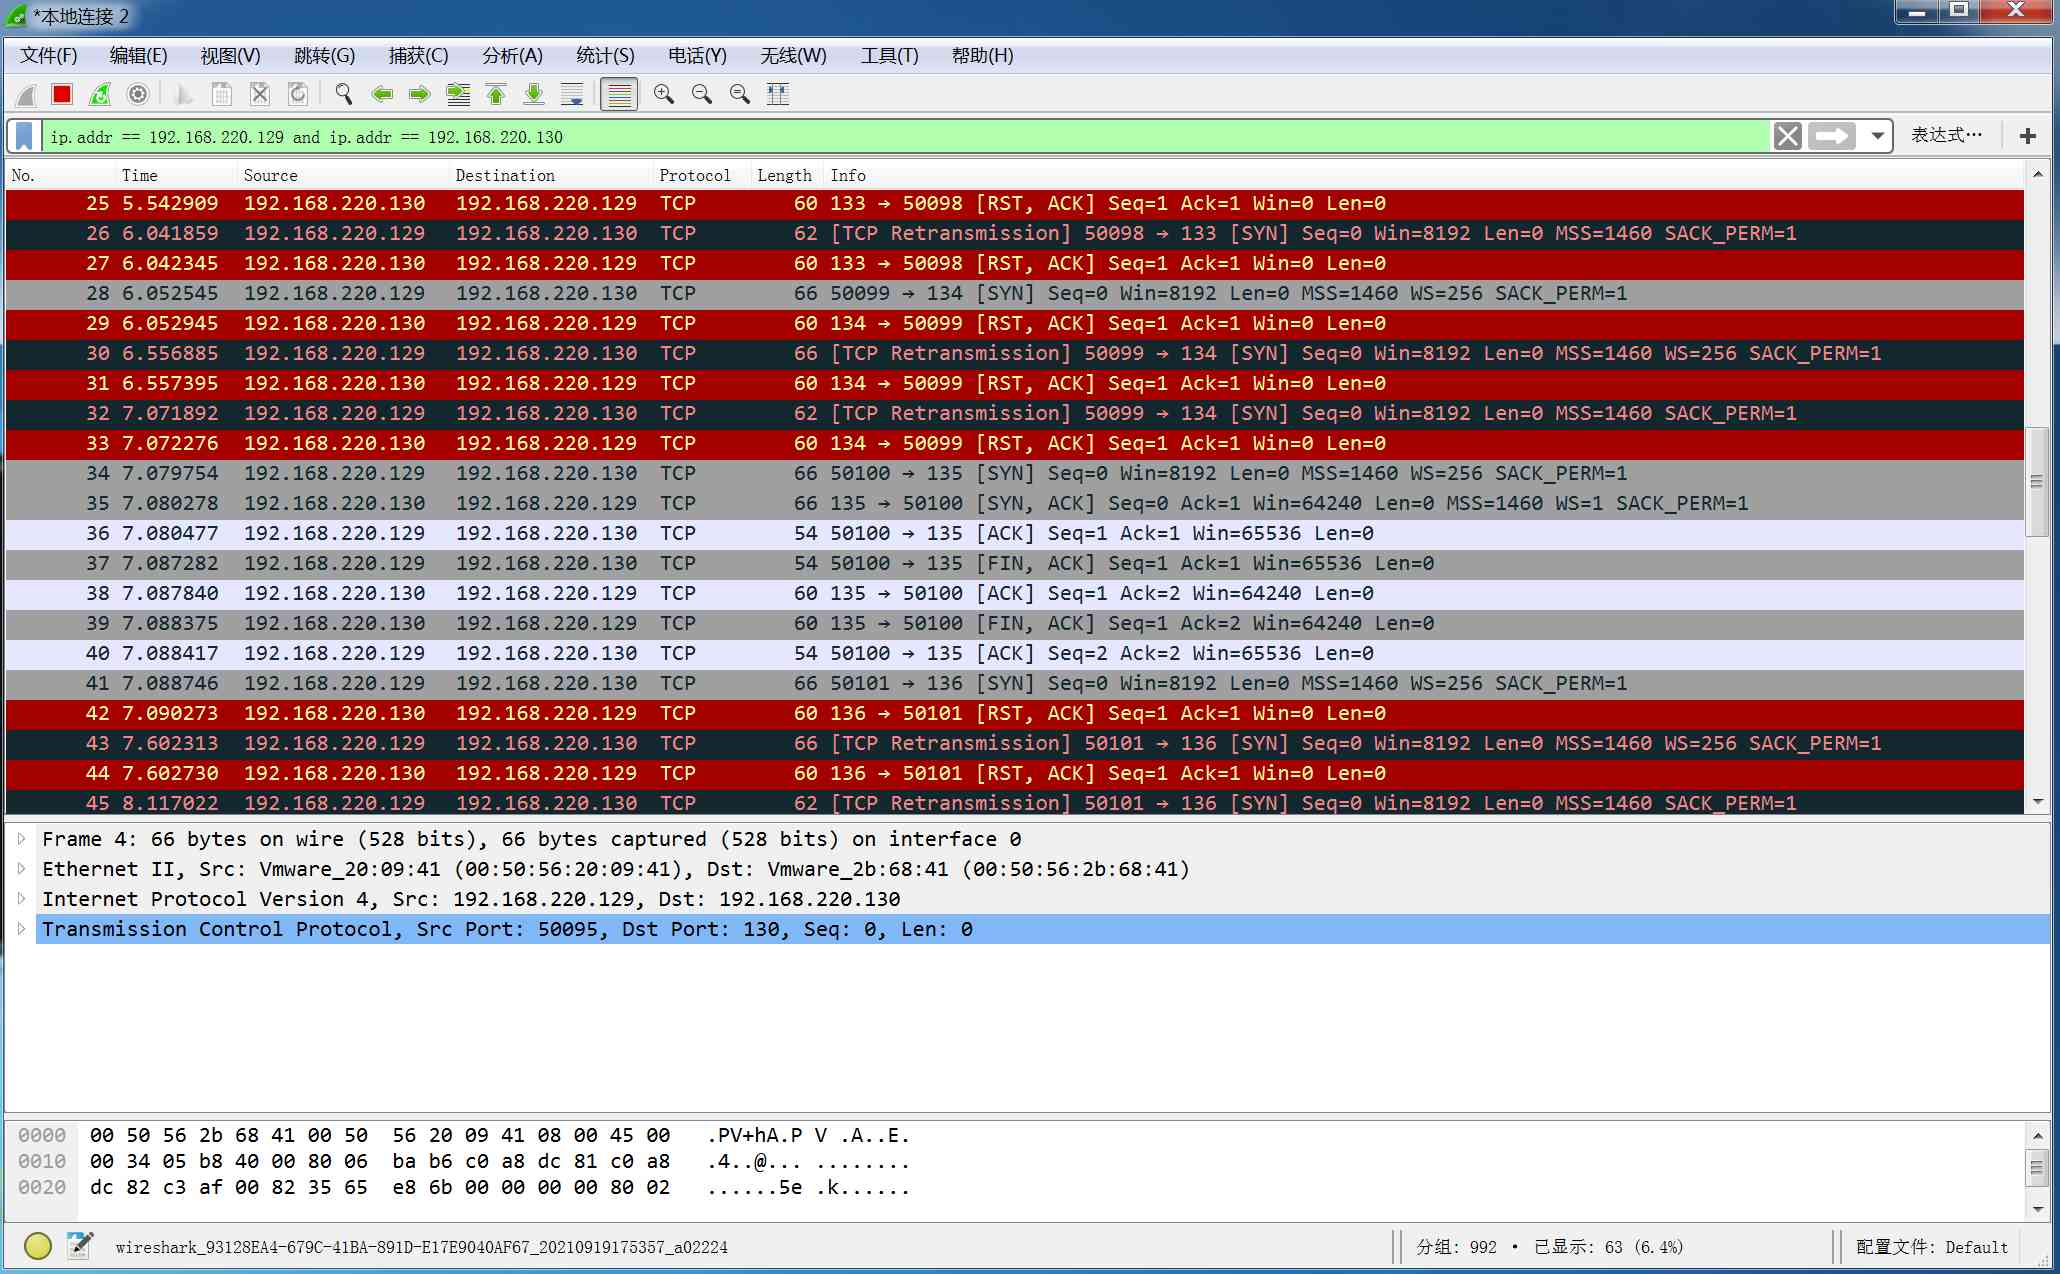 *本地连接 2
文件(F) 编辑(E) 视图(V) 跳转(G) 捕获(C) 分析(A) 统计(S) 电话(Y) 无线(W) 工具(T) 帮助(H)
ip.addr == 192.168.220.129 and ip.addr == 192.168.220.130 表达式…
No. Time Source Destination Protocol Length Info
25 5.542909 192.168.220.130 192.168.220.129 TCP 60 133 → 50098 [RST, ACK] Seq=1 Ack=1 Win=0 Len=0
26 6.041859 192.168.220.129 192.168.220.130 TCP 62 [TCP Retransmission] 50098 → 133 [SYN] Seq=0 Win=8192 Len=0 MSS=1460 SACK_PERM=1
27 6.042345 192.168.220.130 192.168.220.129 TCP 60 133 → 50098 [RST, ACK] Seq=1 Ack=1 Win=0 Len=0
28 6.052545 192.168.220.129 192.168.220.130 TCP 66 50099 → 134 [SYN] Seq=0 Win=8192 Len=0 MSS=1460 WS=256 SACK_PERM=1
29 6.052945 192.168.220.130 192.168.220.129 TCP 60 134 → 50099 [RST, ACK] Seq=1 Ack=1 Win=0 Len=0
30 6.556885 192.168.220.129 192.168.220.130 TCP 66 [TCP Retransmission] 50099 → 134 [SYN] Seq=0 Win=8192 Len=0 MSS=1460 WS=256 SACK_PERM=1
31 6.557395 192.168.220.130 192.168.220.129 TCP 60 134 → 50099 [RST, ACK] Seq=1 Ack=1 Win=0 Len=0
32 7.071892 192.168.220.129 192.168.220.130 TCP 62 [TCP Retransmission] 50099 → 134 [SYN] Seq=0 Win=8192 Len=0 MSS=1460 SACK_PERM=1
33 7.072276 192.168.220.130 192.168.220.129 TCP 60 134 → 50099 [RST, ACK] Seq=1 Ack=1 Win=0 Len=0
34 7.079754 192.168.220.129 192.168.220.130 TCP 66 50100 → 135 [SYN] Seq=0 Win=8192 Len=0 MSS=1460 WS=256 SACK_PERM=1
35 7.080278 192.168.220.130 192.168.220.129 TCP 66 135 → 50100 [SYN, ACK] Seq=0 Ack=1 Win=64240 Len=0 MSS=1460 WS=1 SACK_PERM=1
36 7.080477 192.168.220.129 192.168.220.130 TCP 54 50100 → 135 [ACK] Seq=1 Ack=1 Win=65536 Len=0
37 7.087282 192.168.220.129 192.168.220.130 TCP 54 50100 → 135 [FIN, ACK] Seq=1 Ack=1 Win=65536 Len=0
38 7.087840 192.168.220.130 192.168.220.129 TCP 60 135 → 50100 [ACK] Seq=1 Ack=2 Win=64240 Len=0
39 7.088375 192.168.220.130 192.168.220.129 TCP 60 135 → 50100 [FIN, ACK] Seq=1 Ack=2 Win=64240 Len=0
40 7.088417 192.168.220.129 192.168.220.130 TCP 54 50100 → 135 [ACK] Seq=2 Ack=2 Win=65536 Len=0
41 7.088746 192.168.220.129 192.168.220.130 TCP 66 50101 → 136 [SYN] Seq=0 Win=8192 Len=0 MSS=1460 WS=256 SACK_PERM=1
42 7.090273 192.168.220.130 192.168.220.129 TCP 60 136 → 50101 [RST, ACK] Seq=1 Ack=1 Win=0 Len=0
43 7.602313 192.168.220.129 192.168.220.130 TCP 66 [TCP Retransmission] 50101 → 136 [SYN] Seq=0 Win=8192 Len=0 MSS=1460 WS=256 SACK_PERM=1
44 7.602730 192.168.220.130 192.168.220.129 TCP 60 136 → 50101 [RST, ACK] Seq=1 Ack=1 Win=0 Len=0
45 8.117022 192.168.220.129 192.168.220.130 TCP 62 [TCP Retransmission] 50101 → 136 [SYN] Seq=0 Win=8192 Len=0 MSS=1460 SACK_PERM=1
Frame 4: 66 bytes on wire (528 bits), 66 bytes captured (528 bits) on interface 0
Ethernet II, Src: Vmware_20:09:41 (00:50:56:20:09:41), Dst: Vmware_2b:68:41 (00:50:56:2b:68:41)
Internet Protocol Version 4, Src: 192.168.220.129, Dst: 192.168.220.130
Transmission Control Protocol, Src Port: 50095, Dst Port: 130, Seq: 0, Len: 0
0000 00 50 56 2b 68 41 00 50 56 20 09 41 08 00 45 00 .PV+hA.P V .A..E.
0010 00 34 05 b8 40 00 80 06 ba b6 c0 a8 dc 81 c0 a8 .4..@... ........
0020 dc 82 c3 af 00 82 35 65 e8 6b 00 00 00 00 80 02 ......5e .k......
wireshark_93128EA4-679C-41BA-891D-E17E9040AF67_20210919175357_a02224 分组: 992 · 已显示: 63 (6.4%) 配置文件: Default